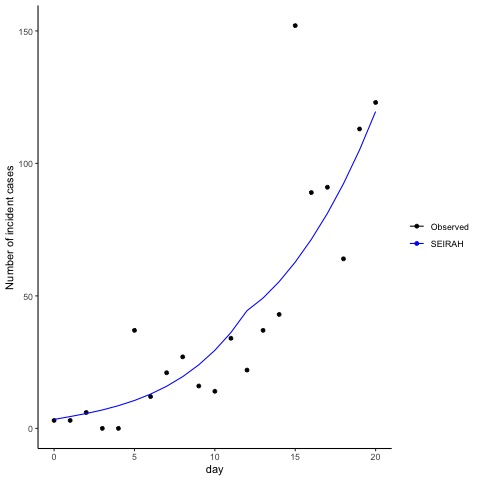 Number of incident cases
150
100
50
0
0 5 10 15 20
day
Observed
SEIRAH